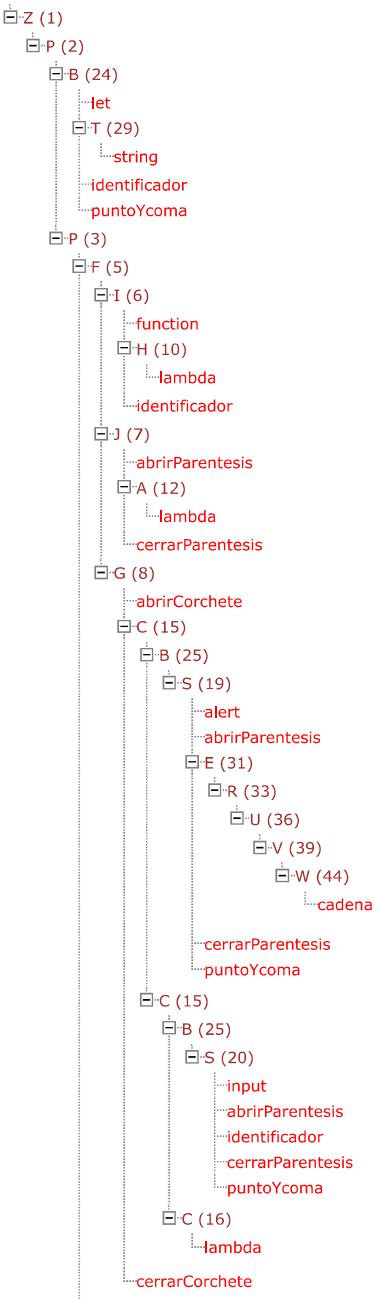 Z (1)
P (2)
B (24)
let
T (29)
string
identificador
puntoYcoma
P (3)
F (5)
I (6)
function
H (10)
lambda
identificador
J (7)
abrirParentesis
A (12)
lambda
cerrarParentesis
G (8)
abrirCorchete
C (15)
B (25)
S (19)
alert
abrirParentesis
E (31)
R (33)
U (36)
V (39)
W (44)
cadena
cerrarParentesis
puntoYcoma
C (15)
B (25)
S (20)
input
abrirParentesis
identificador
cerrarParentesis
puntoYcoma
C (16)
lambda
cerrarCorchete